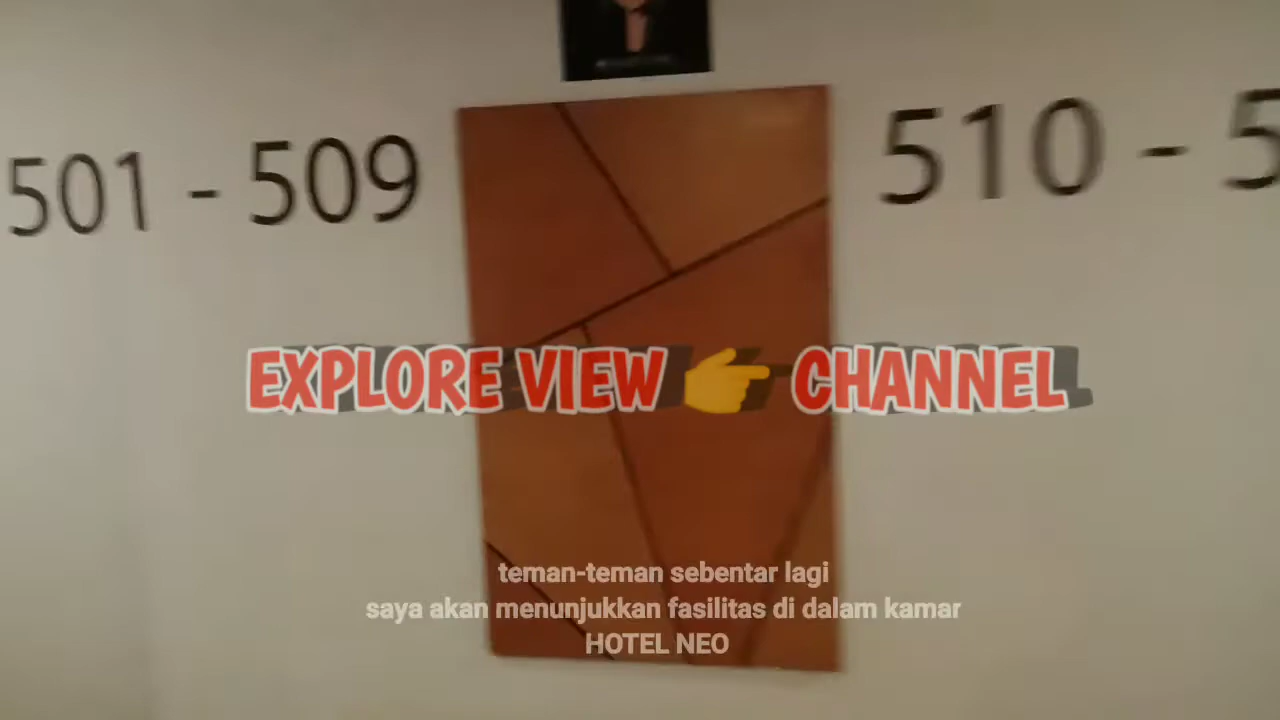 501 - 509
510 - 5
EXPLORE VIEW 👉 CHANNEL
teman-teman sebentar lagi
saya akan menunjukkan fasilitas di dalam kamar
HOTEL NEO